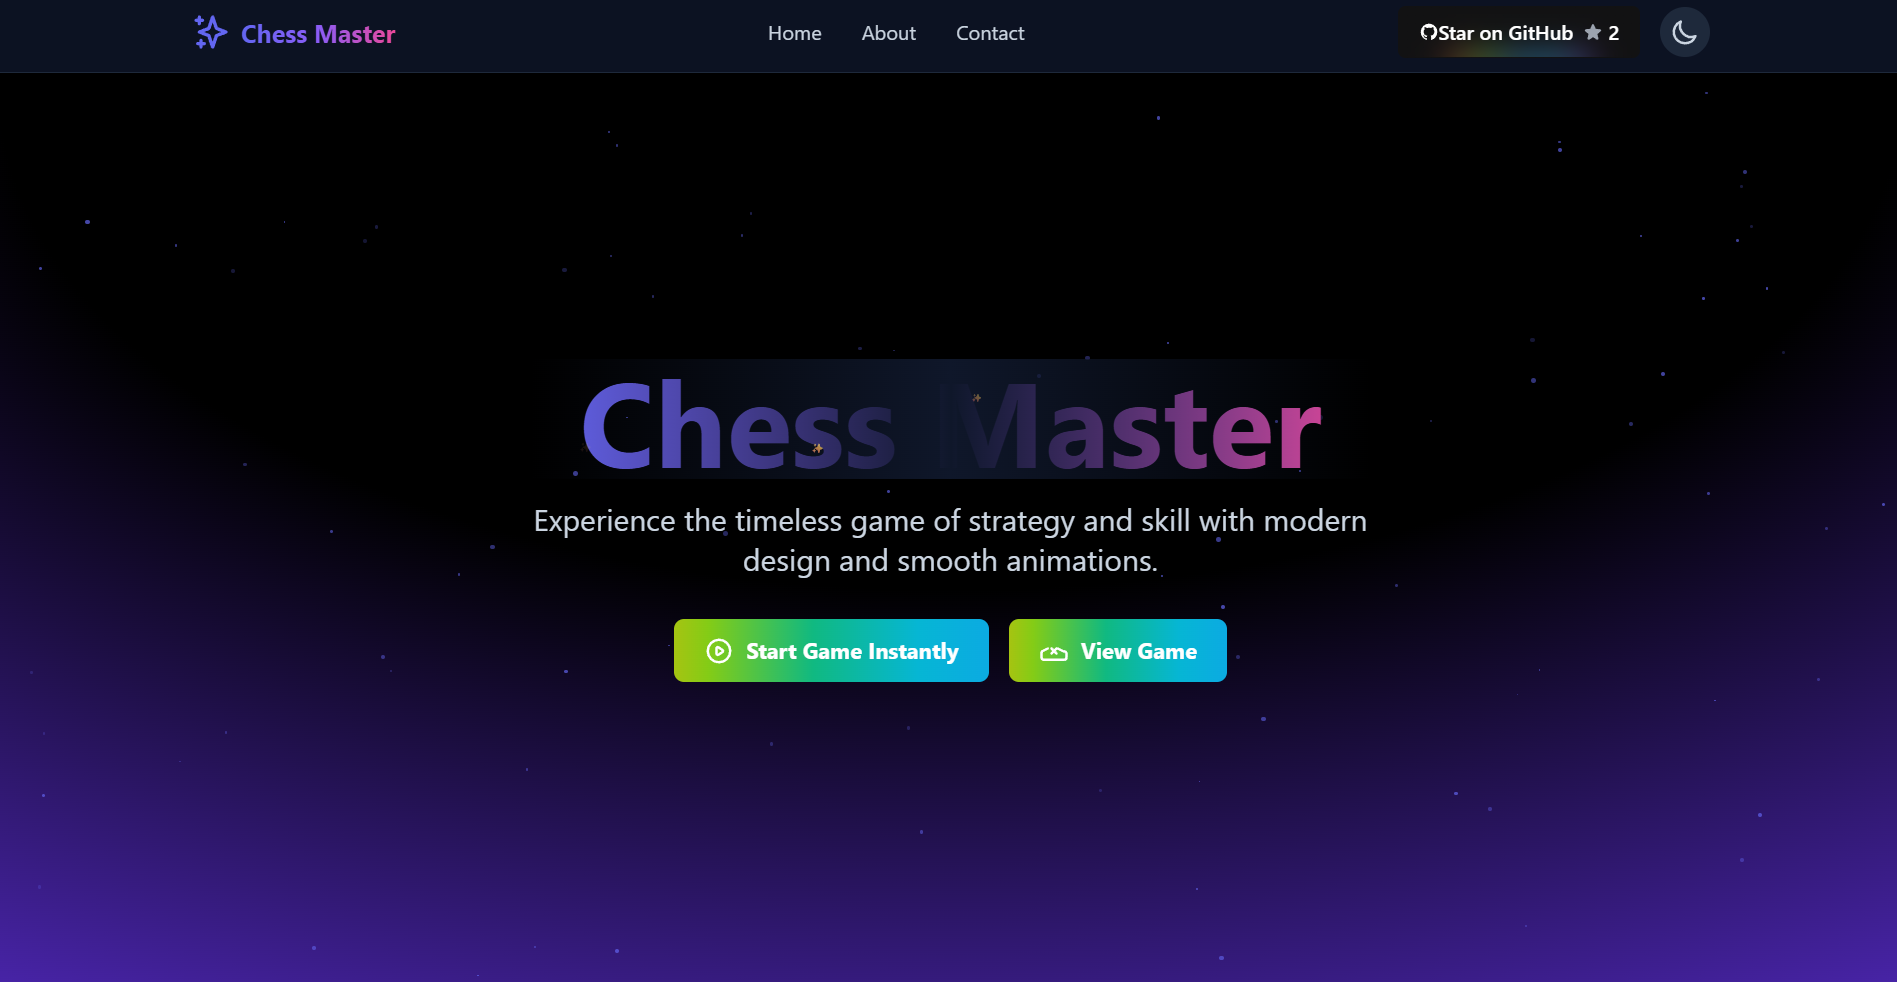 Chess Master
Home About Contact
Star on GitHub 2
Chess Master
Experience the timeless game of strategy and skill with modern
design and smooth animations.
Start Game Instantly
View Game